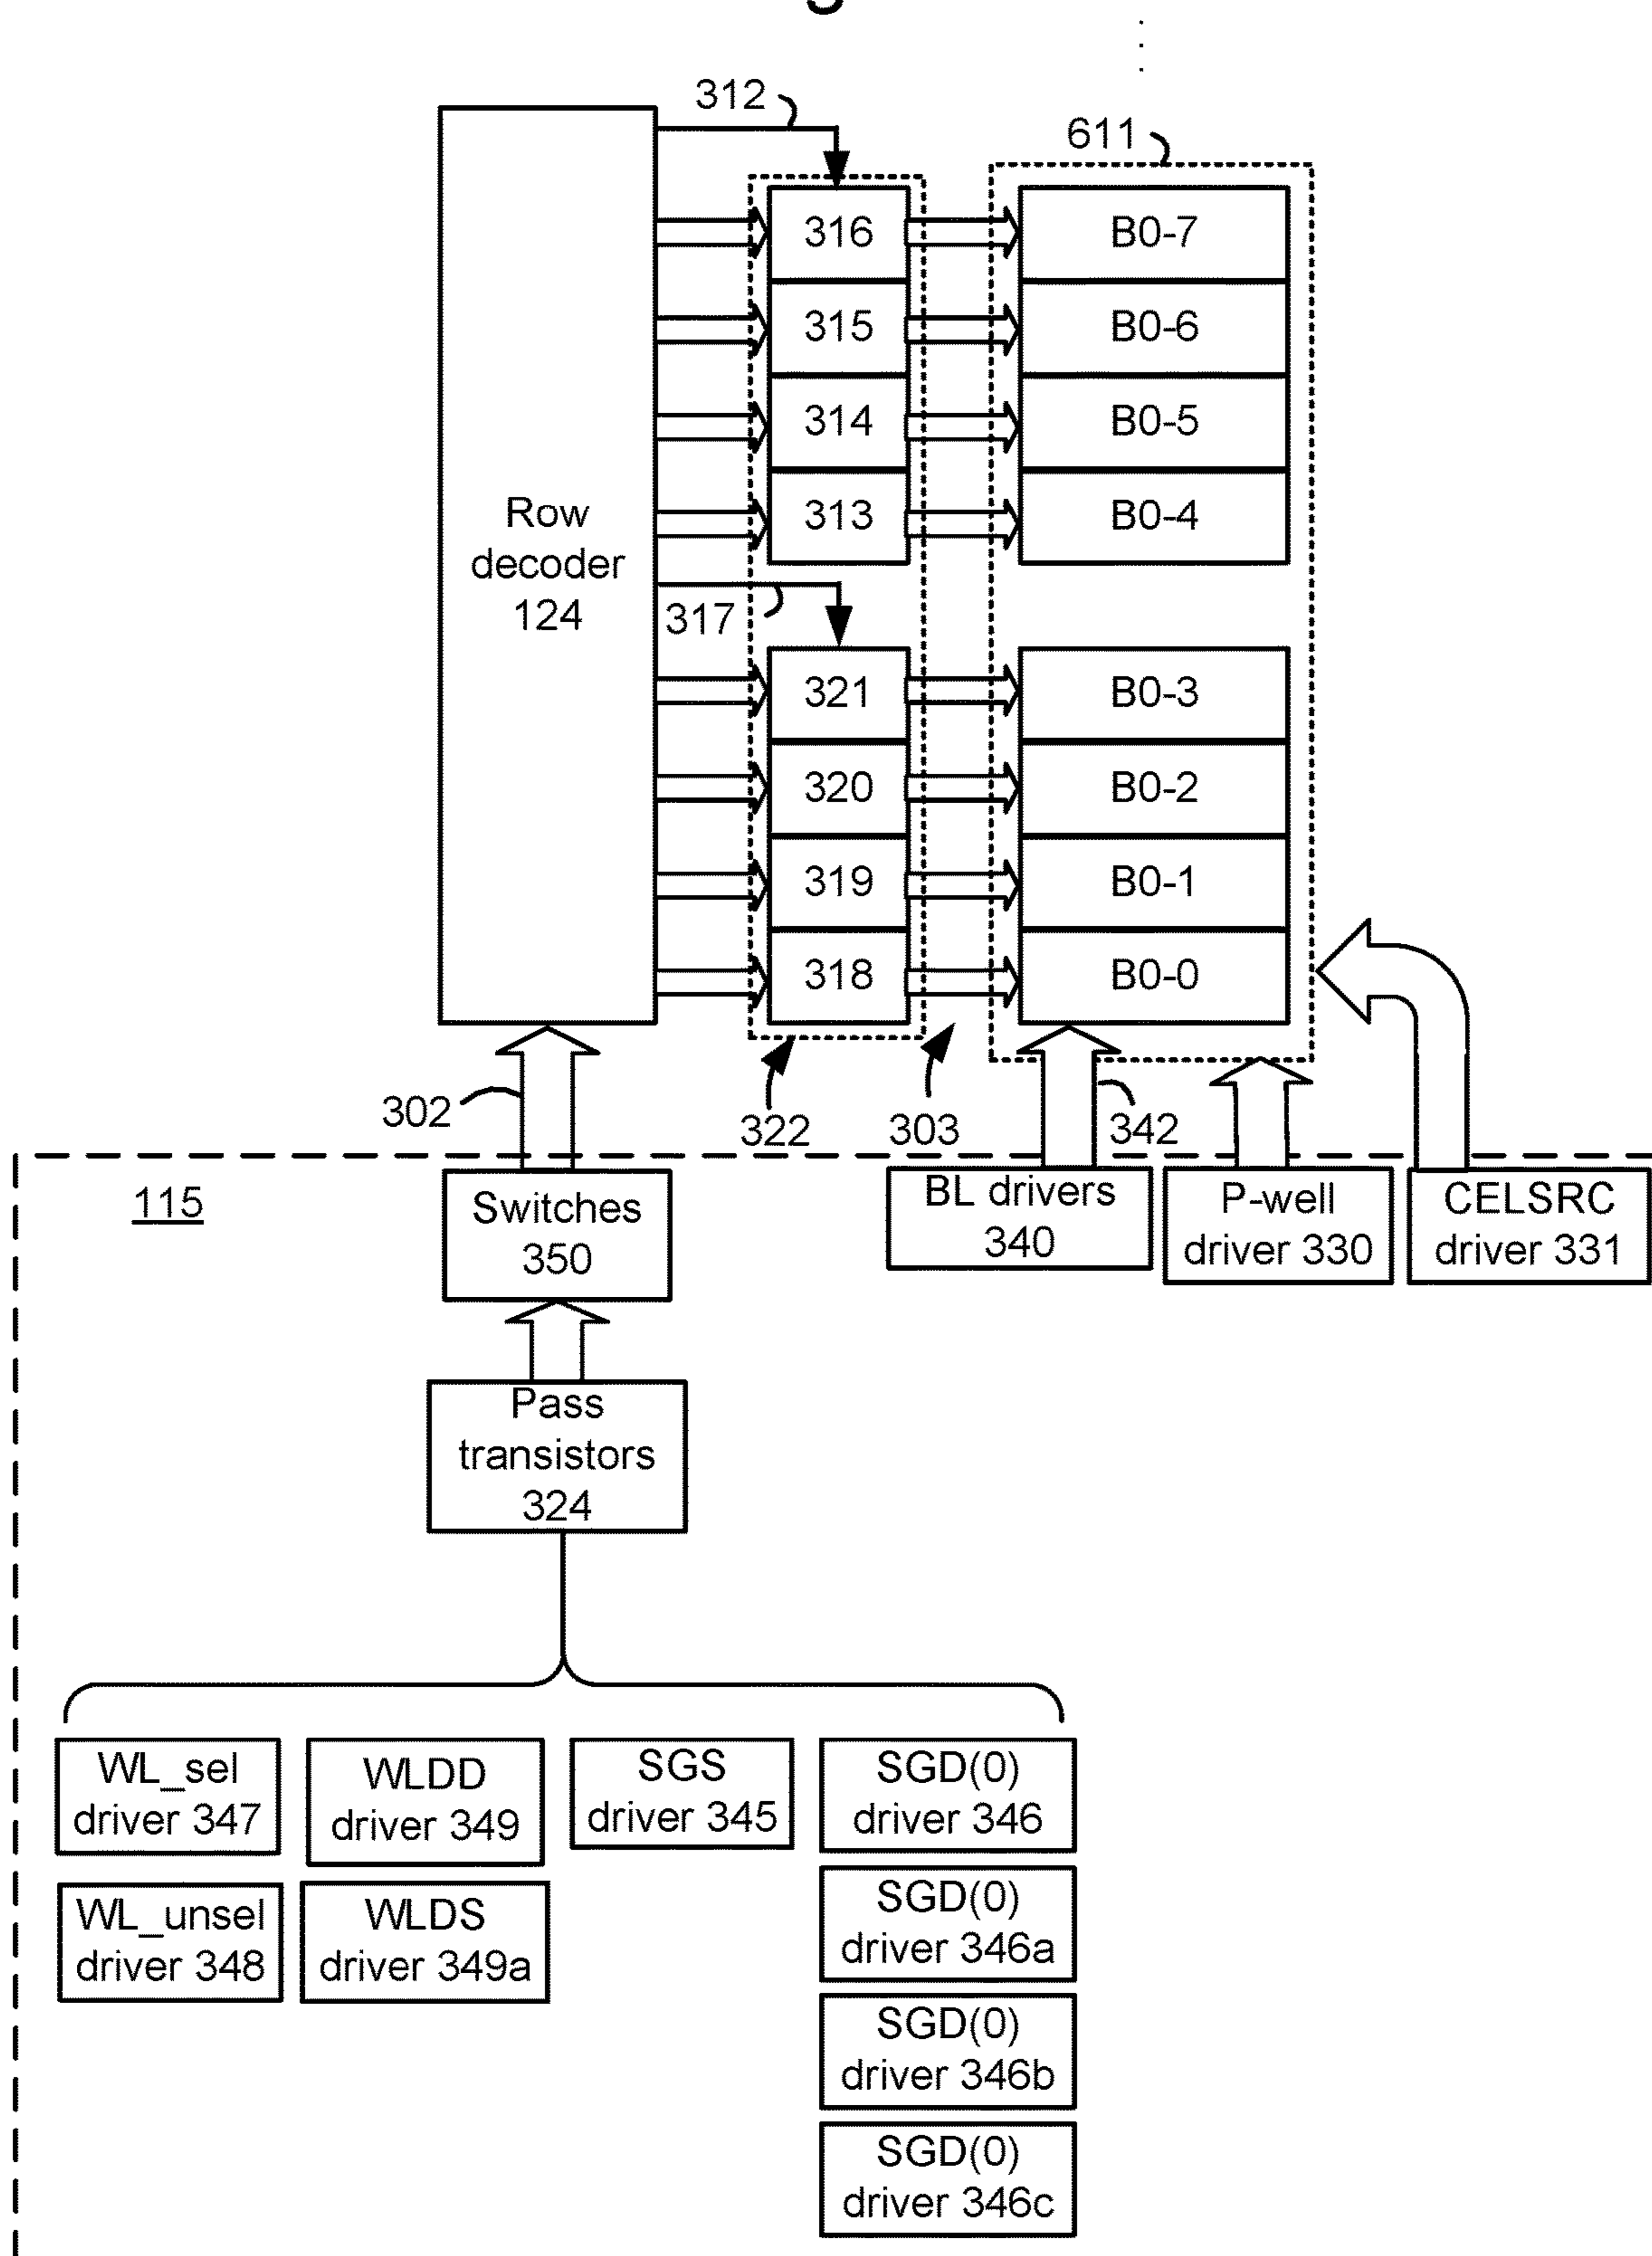 312
611
316
B0-7
315
B0-6
314
B0-5
313
B0-4
Row
decoder
124
317
321
B0-3
320
B0-2
319
B0-1
318
B0-0
302
322
303
342
115
Switches
350
BL drivers
340
P-well
driver 330
CELSRC
driver 331
Pass
transistors
324
WL_sel
driver 347
WLDD
driver 349
SGS
driver 345
SGD(0)
driver 346
WL_unsel
driver 348
WLDS
driver 349a
SGD(0)
driver 346a
SGD(0)
driver 346b
SGD(0)
driver 346c